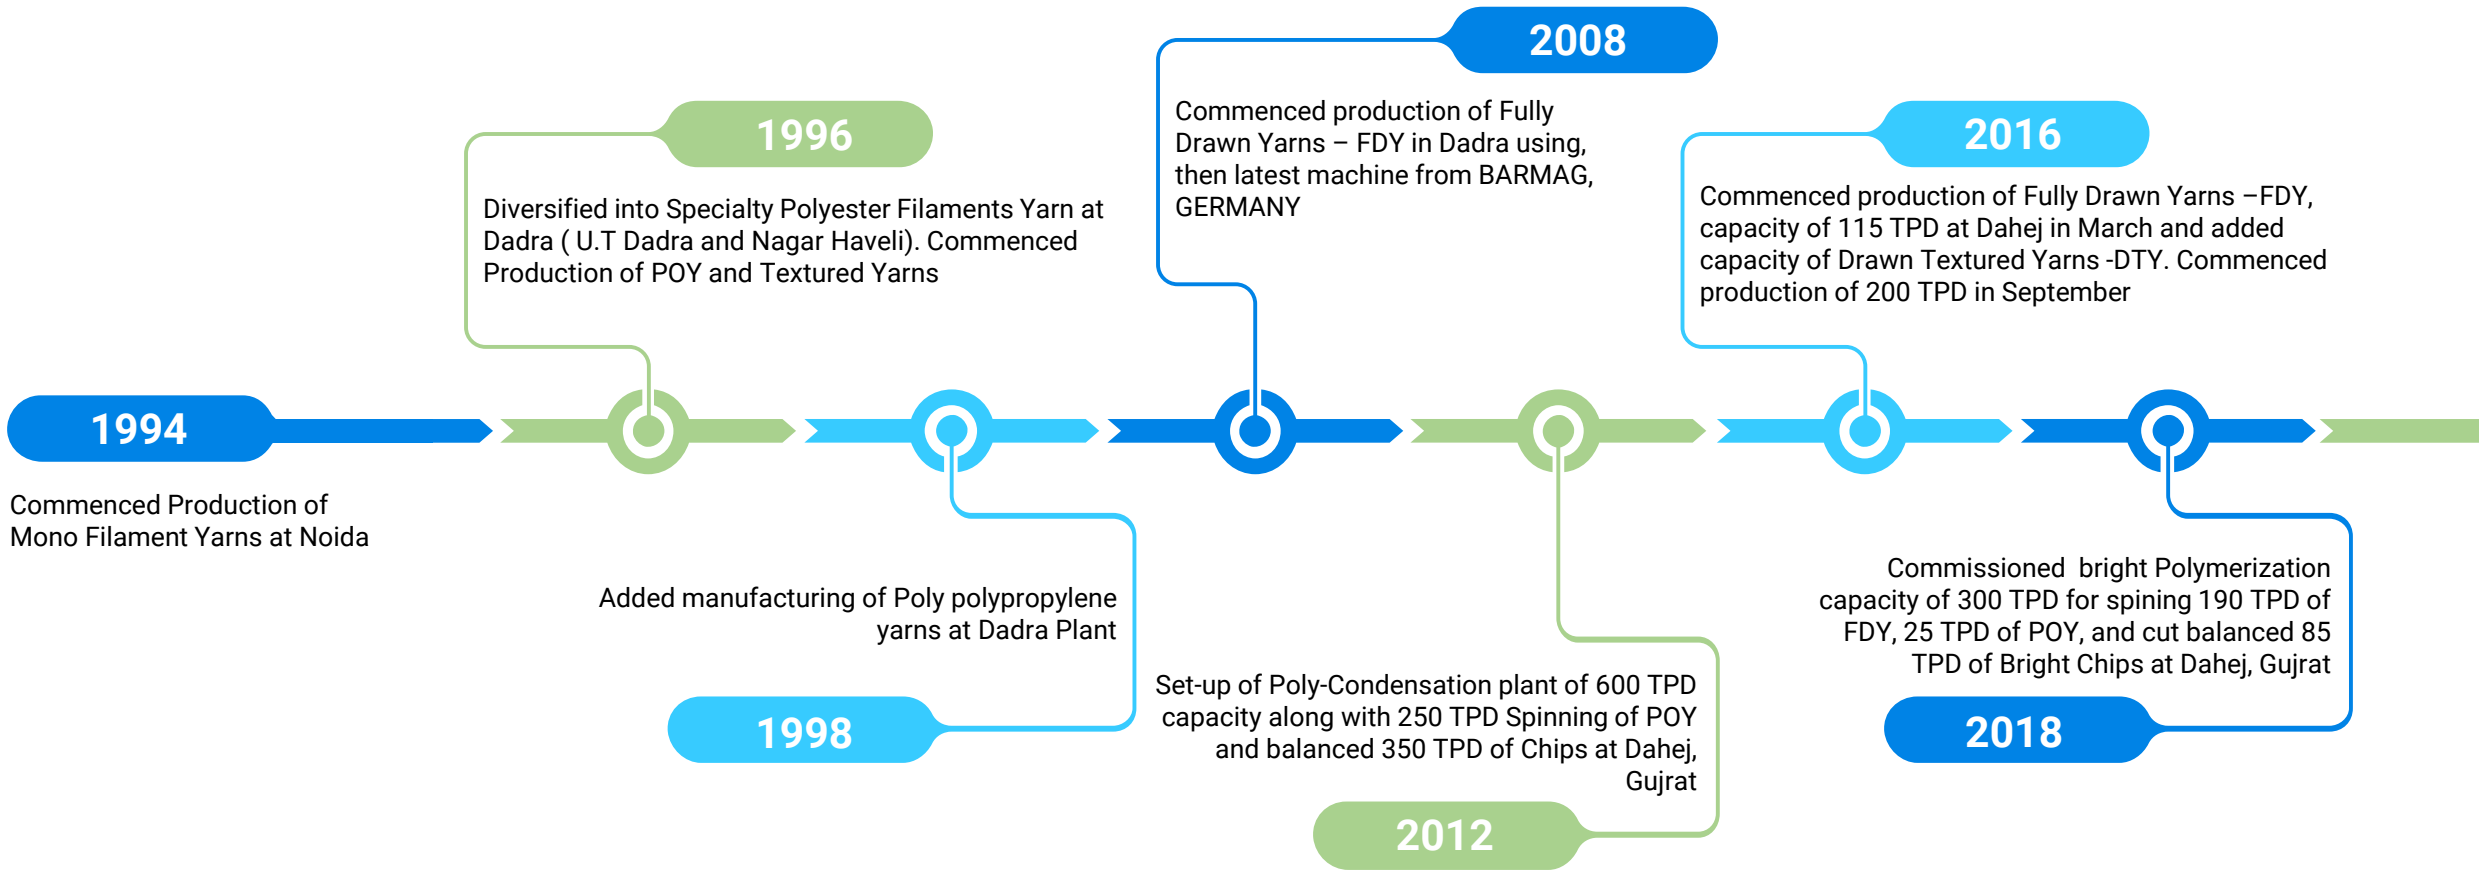 1994
Commenced Production of
Mono Filament Yarns at Noida
1996
Diversified into Specialty Polyester Filaments Yarn at
Dadra ( U.T Dadra and Nagar Haveli). Commenced
Production of POY and Textured Yarns
Added manufacturing of Poly polypropylene
yarns at Dadra Plant
1998
2008
Commenced production of Fully
Drawn Yarns – FDY in Dadra using,
then latest machine from BARMAG,
GERMANY
Set-up of Poly-Condensation plant of 600 TPD
capacity along with 250 TPD Spinning of POY
and balanced 350 TPD of Chips at Dahej,
Gujrat
2012
2016
Commenced production of Fully Drawn Yarns –FDY,
capacity of 115 TPD at Dahej in March and added
capacity of Drawn Textured Yarns -DTY. Commenced
production of 200 TPD in September
Commissioned  bright Polymerization
capacity of 300 TPD for spining 190 TPD of
FDY, 25 TPD of POY, and cut balanced 85
TPD of Bright Chips at Dahej, Gujrat
2018